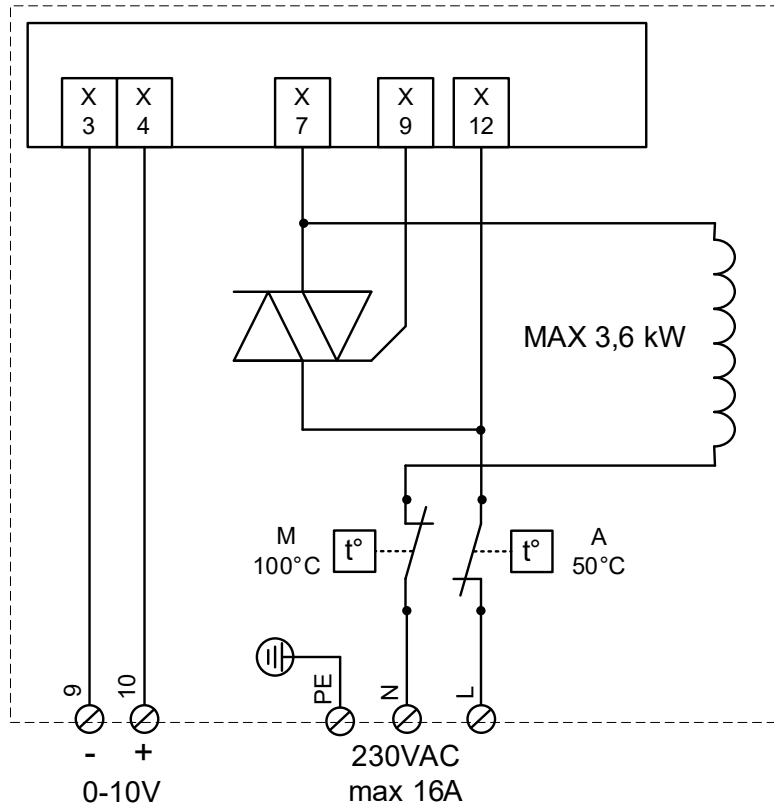 X
3
X
4
X
7
X
9
X
12
MAX 3,6 kW
M
100°C
t°
t°
A
50°C
9
10
PE
N
L
- +
0-10V
230VAC
max 16A